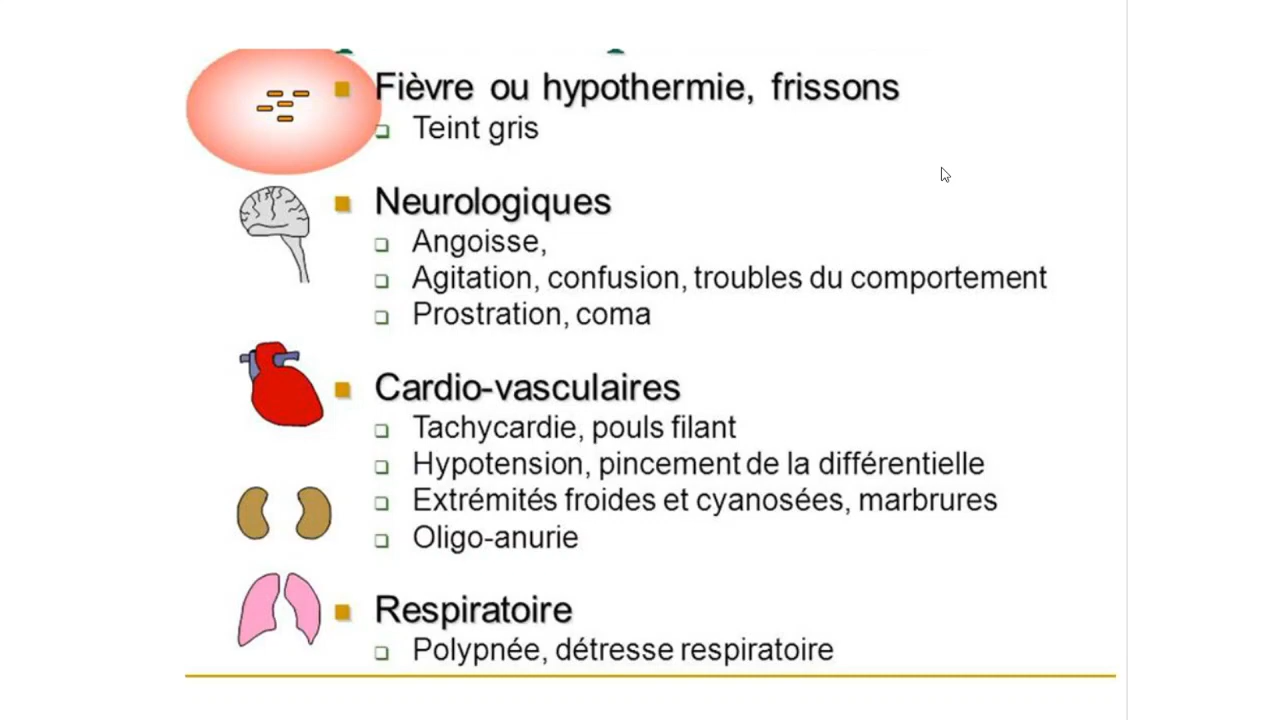 Fièvre ou hypothermie, frissons
Teint gris
Neurologiques
Angoisse,
Agitation, confusion, troubles du comportement
Prostration, coma
Cardio-vasculaires
Tachycardie, pouls filant
Hypotension, pincement de la différentielle
Extrémités froides et cyanosées, marbrures
Oligo-anurie
Respiratoire
Polypnée, détresse respiratoire